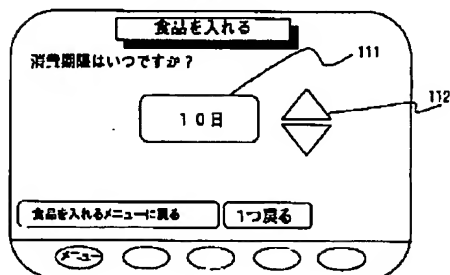 食品を入れる
消費期限はいつですか？
111
112
10日
食品を入れるメニューに戻る
1つ戻る
メニュー